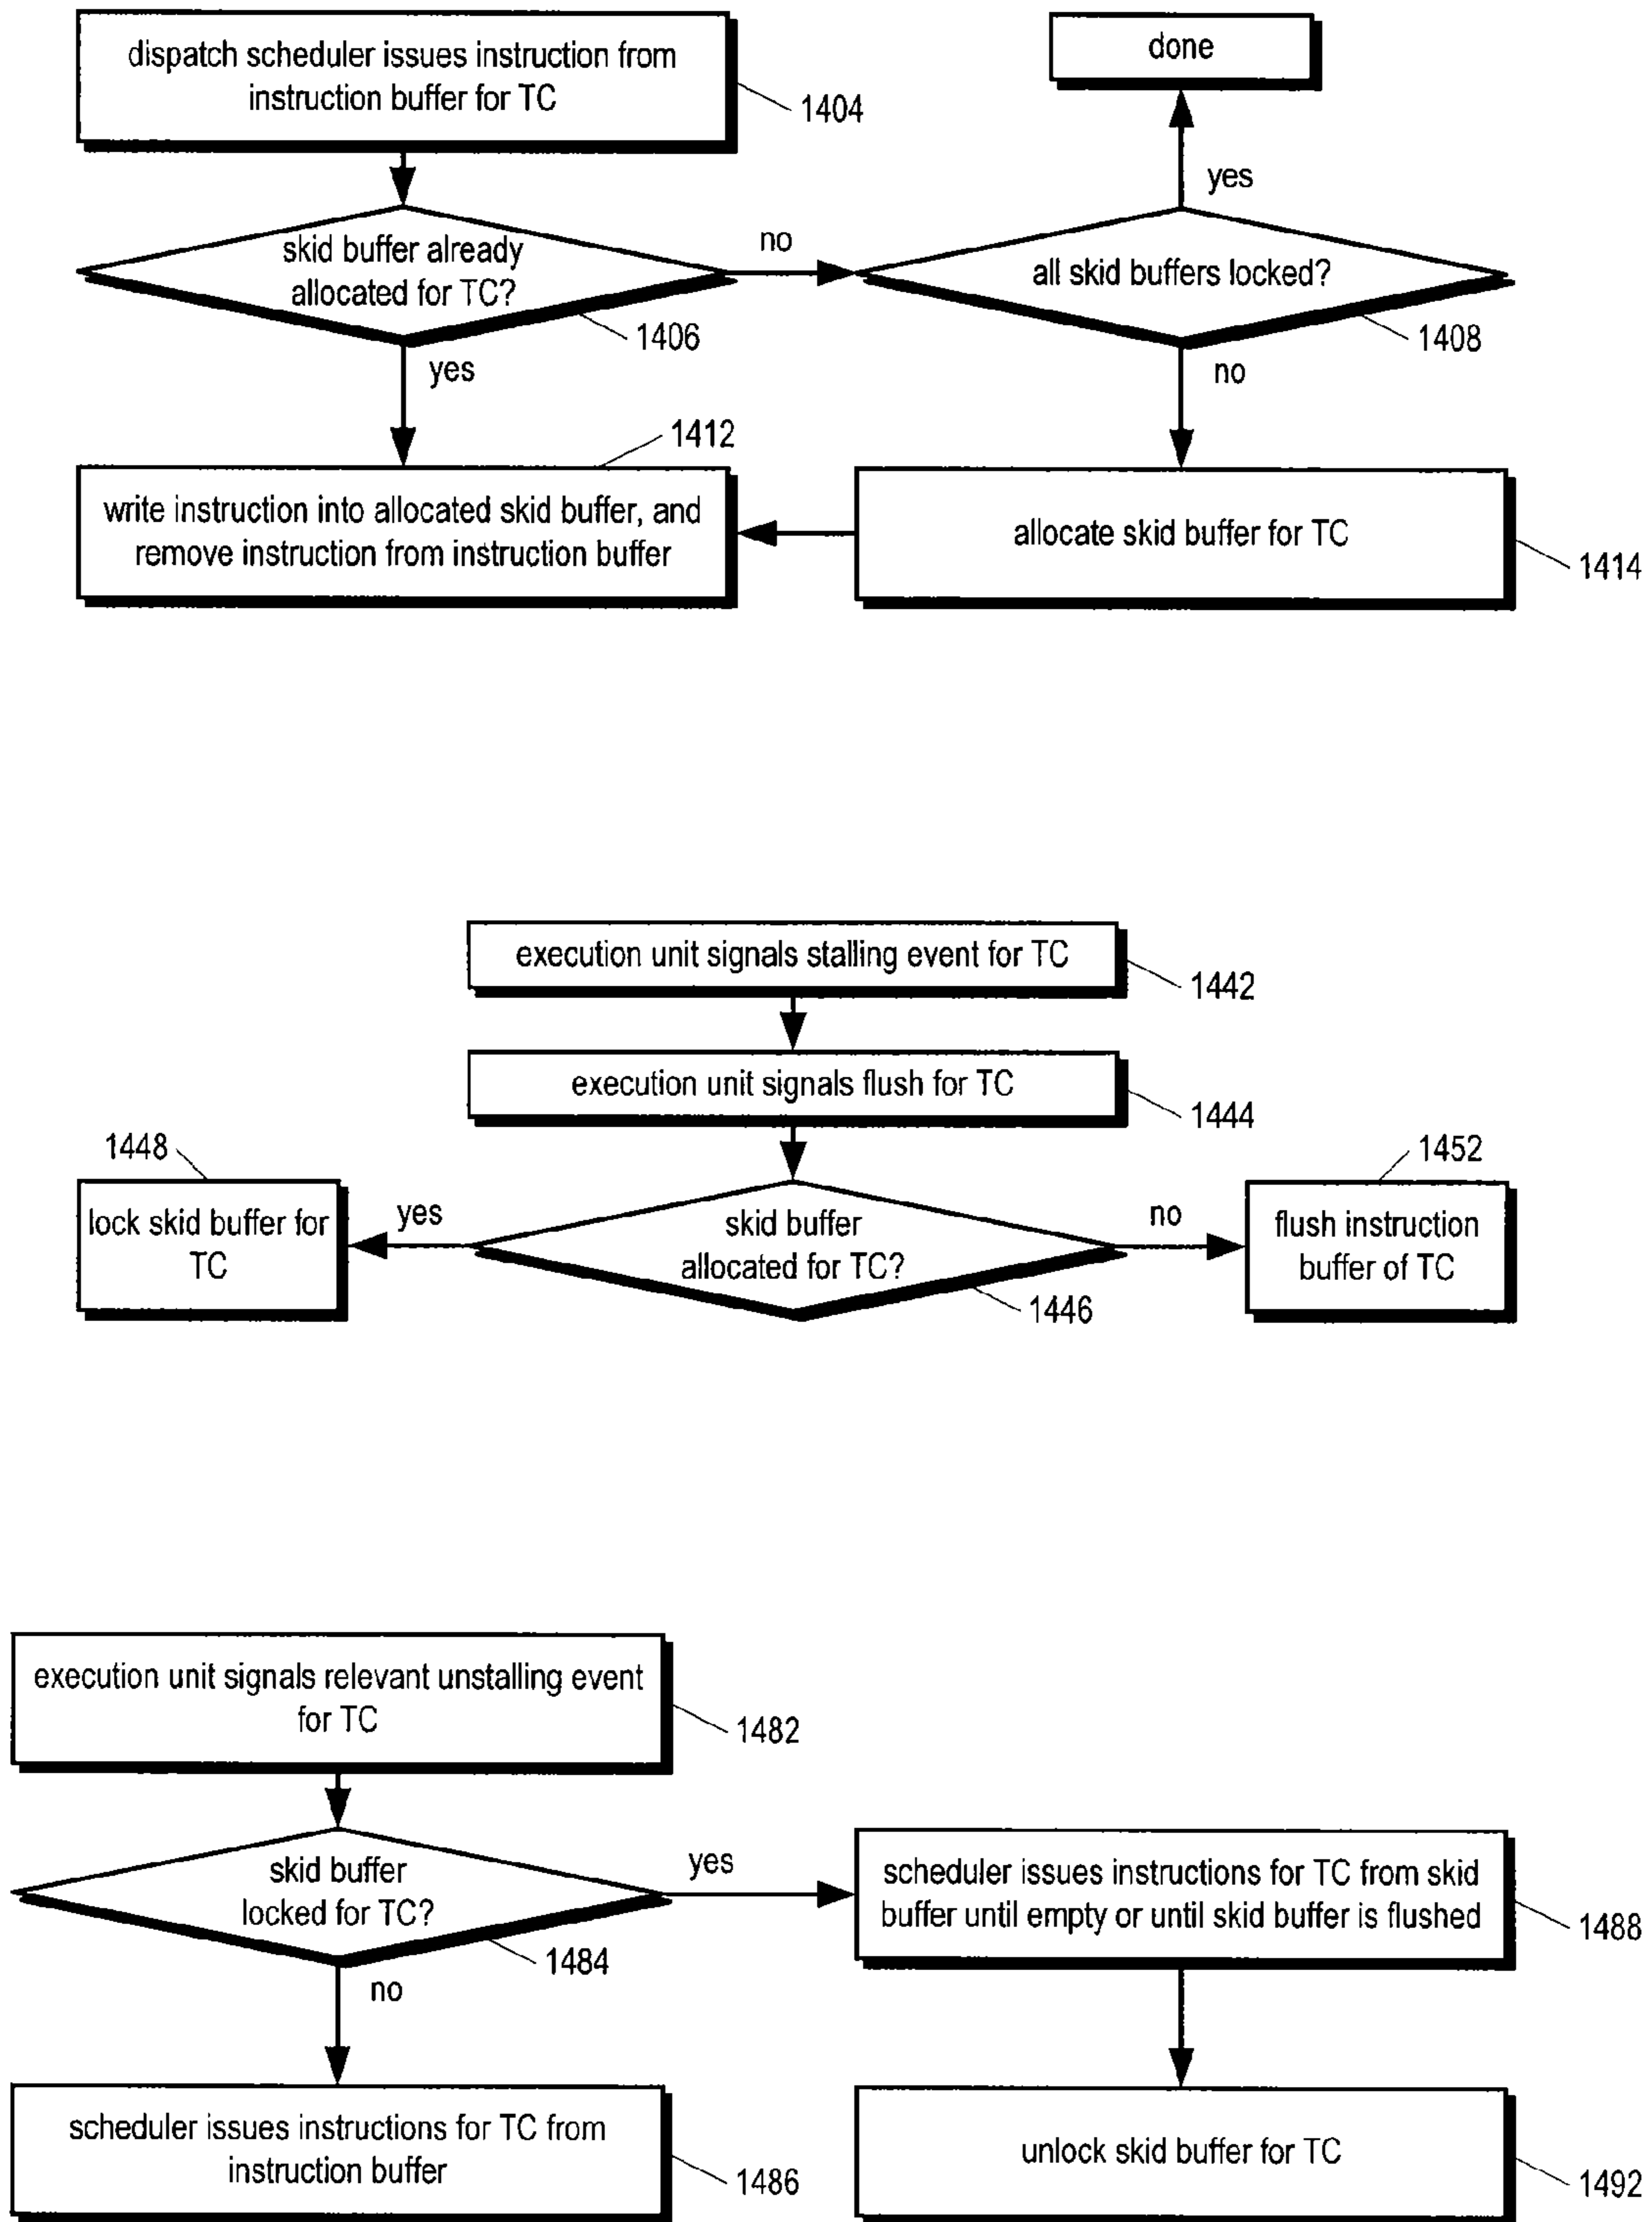 dispatch scheduler issues instruction from
instruction buffer for TC
1404
done
yes
skid buffer already
allocated for TC?
1406
no
all skid buffers locked?
1408
yes
no
1412
write instruction into allocated skid buffer, and
remove instruction from instruction buffer
allocate skid buffer for TC
1414
execution unit signals stalling event for TC
1442
execution unit signals flush for TC
1444
1448
lock skid buffer for
TC
yes
skid buffer
allocated for TC?
1446
no
1452
flush instruction
buffer of TC
execution unit signals relevant unstalling event
for TC
1482
skid buffer
locked for TC?
1484
yes
scheduler issues instructions for TC from skid
buffer until empty or until skid buffer is flushed
1488
no
scheduler issues instructions for TC from
instruction buffer
1486
unlock skid buffer for TC
1492